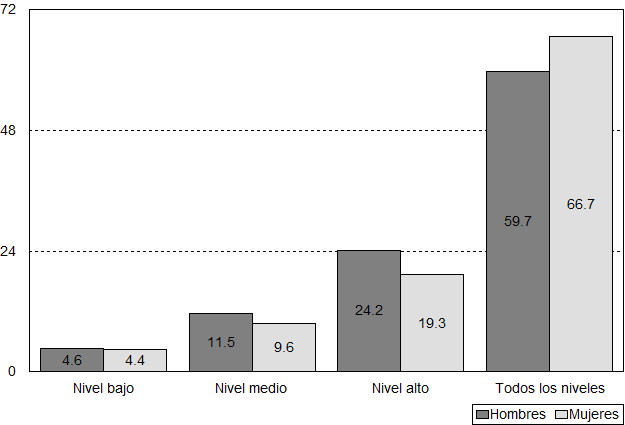 72
48
24
0
4.6
4.4
11.5
9.6
24.2
19.3
59.7
66.7
Nivel bajo
Nivel medio
Nivel alto
Todos los niveles
Hombres
Mujeres